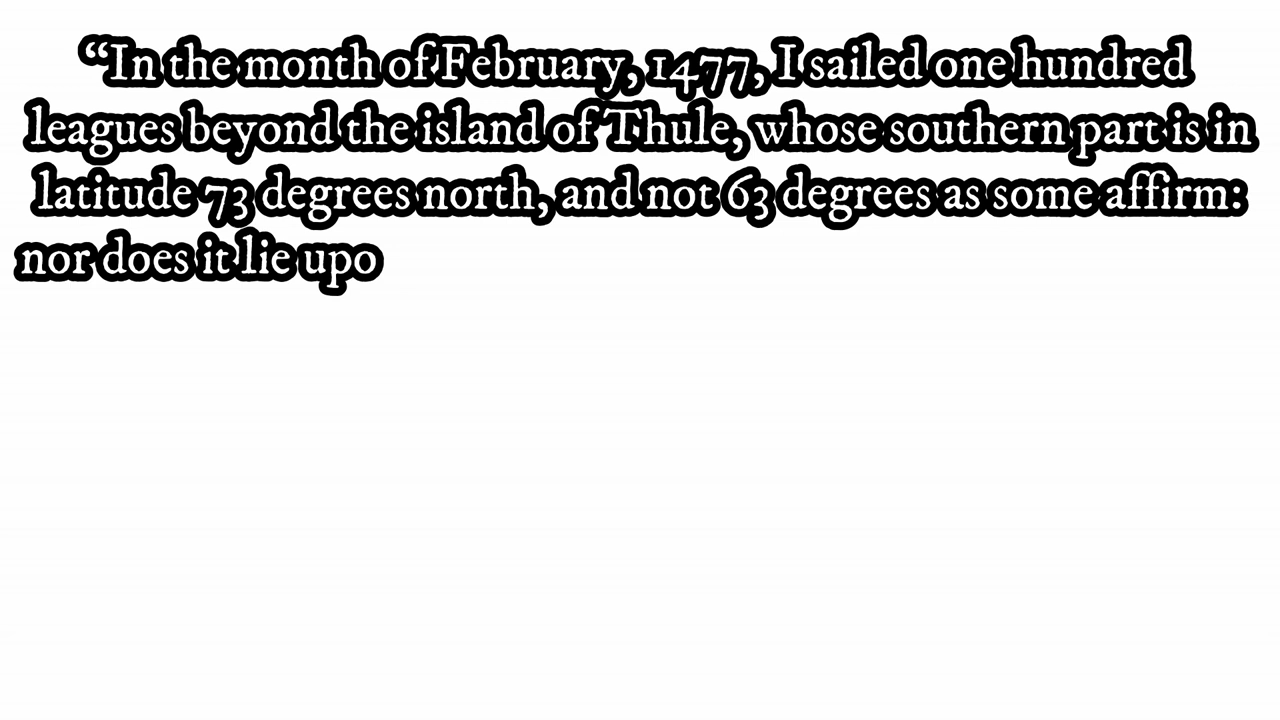 “In the month of February, 1477, I sailed one hundred
leagues beyond the island of Thule, whose southern part is in
latitude 73 degrees north, and not 63 degrees as some affirm:
nor does it lie upo